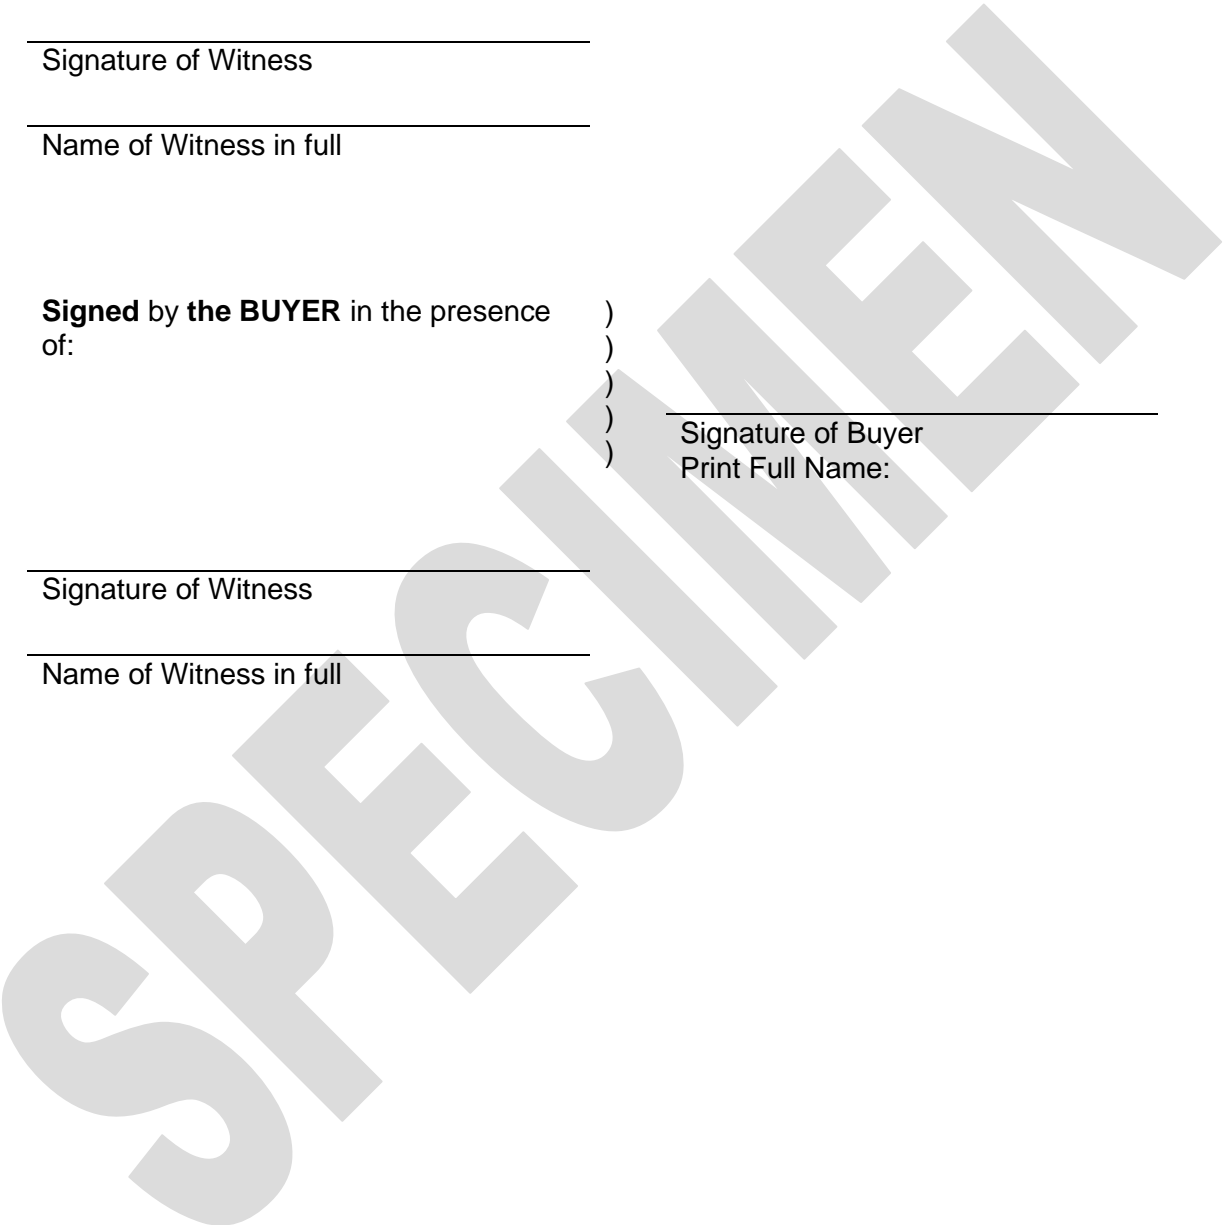 Signature of Witness
Name of Witness in full
Signed by the BUYER in the presence )
of: )
)
)
)
Signature of Buyer
Print Full Name:
Signature of Witness
Name of Witness in full
SPECIMEN